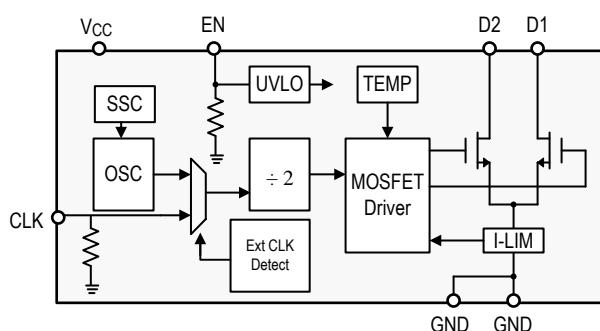 VCC
EN
D2
D1
UVLO
TEMP
SSC
OSC
÷ 2
MOSFET
Driver
CLK
Ext CLK
Detect
I-LIM
GND
GND